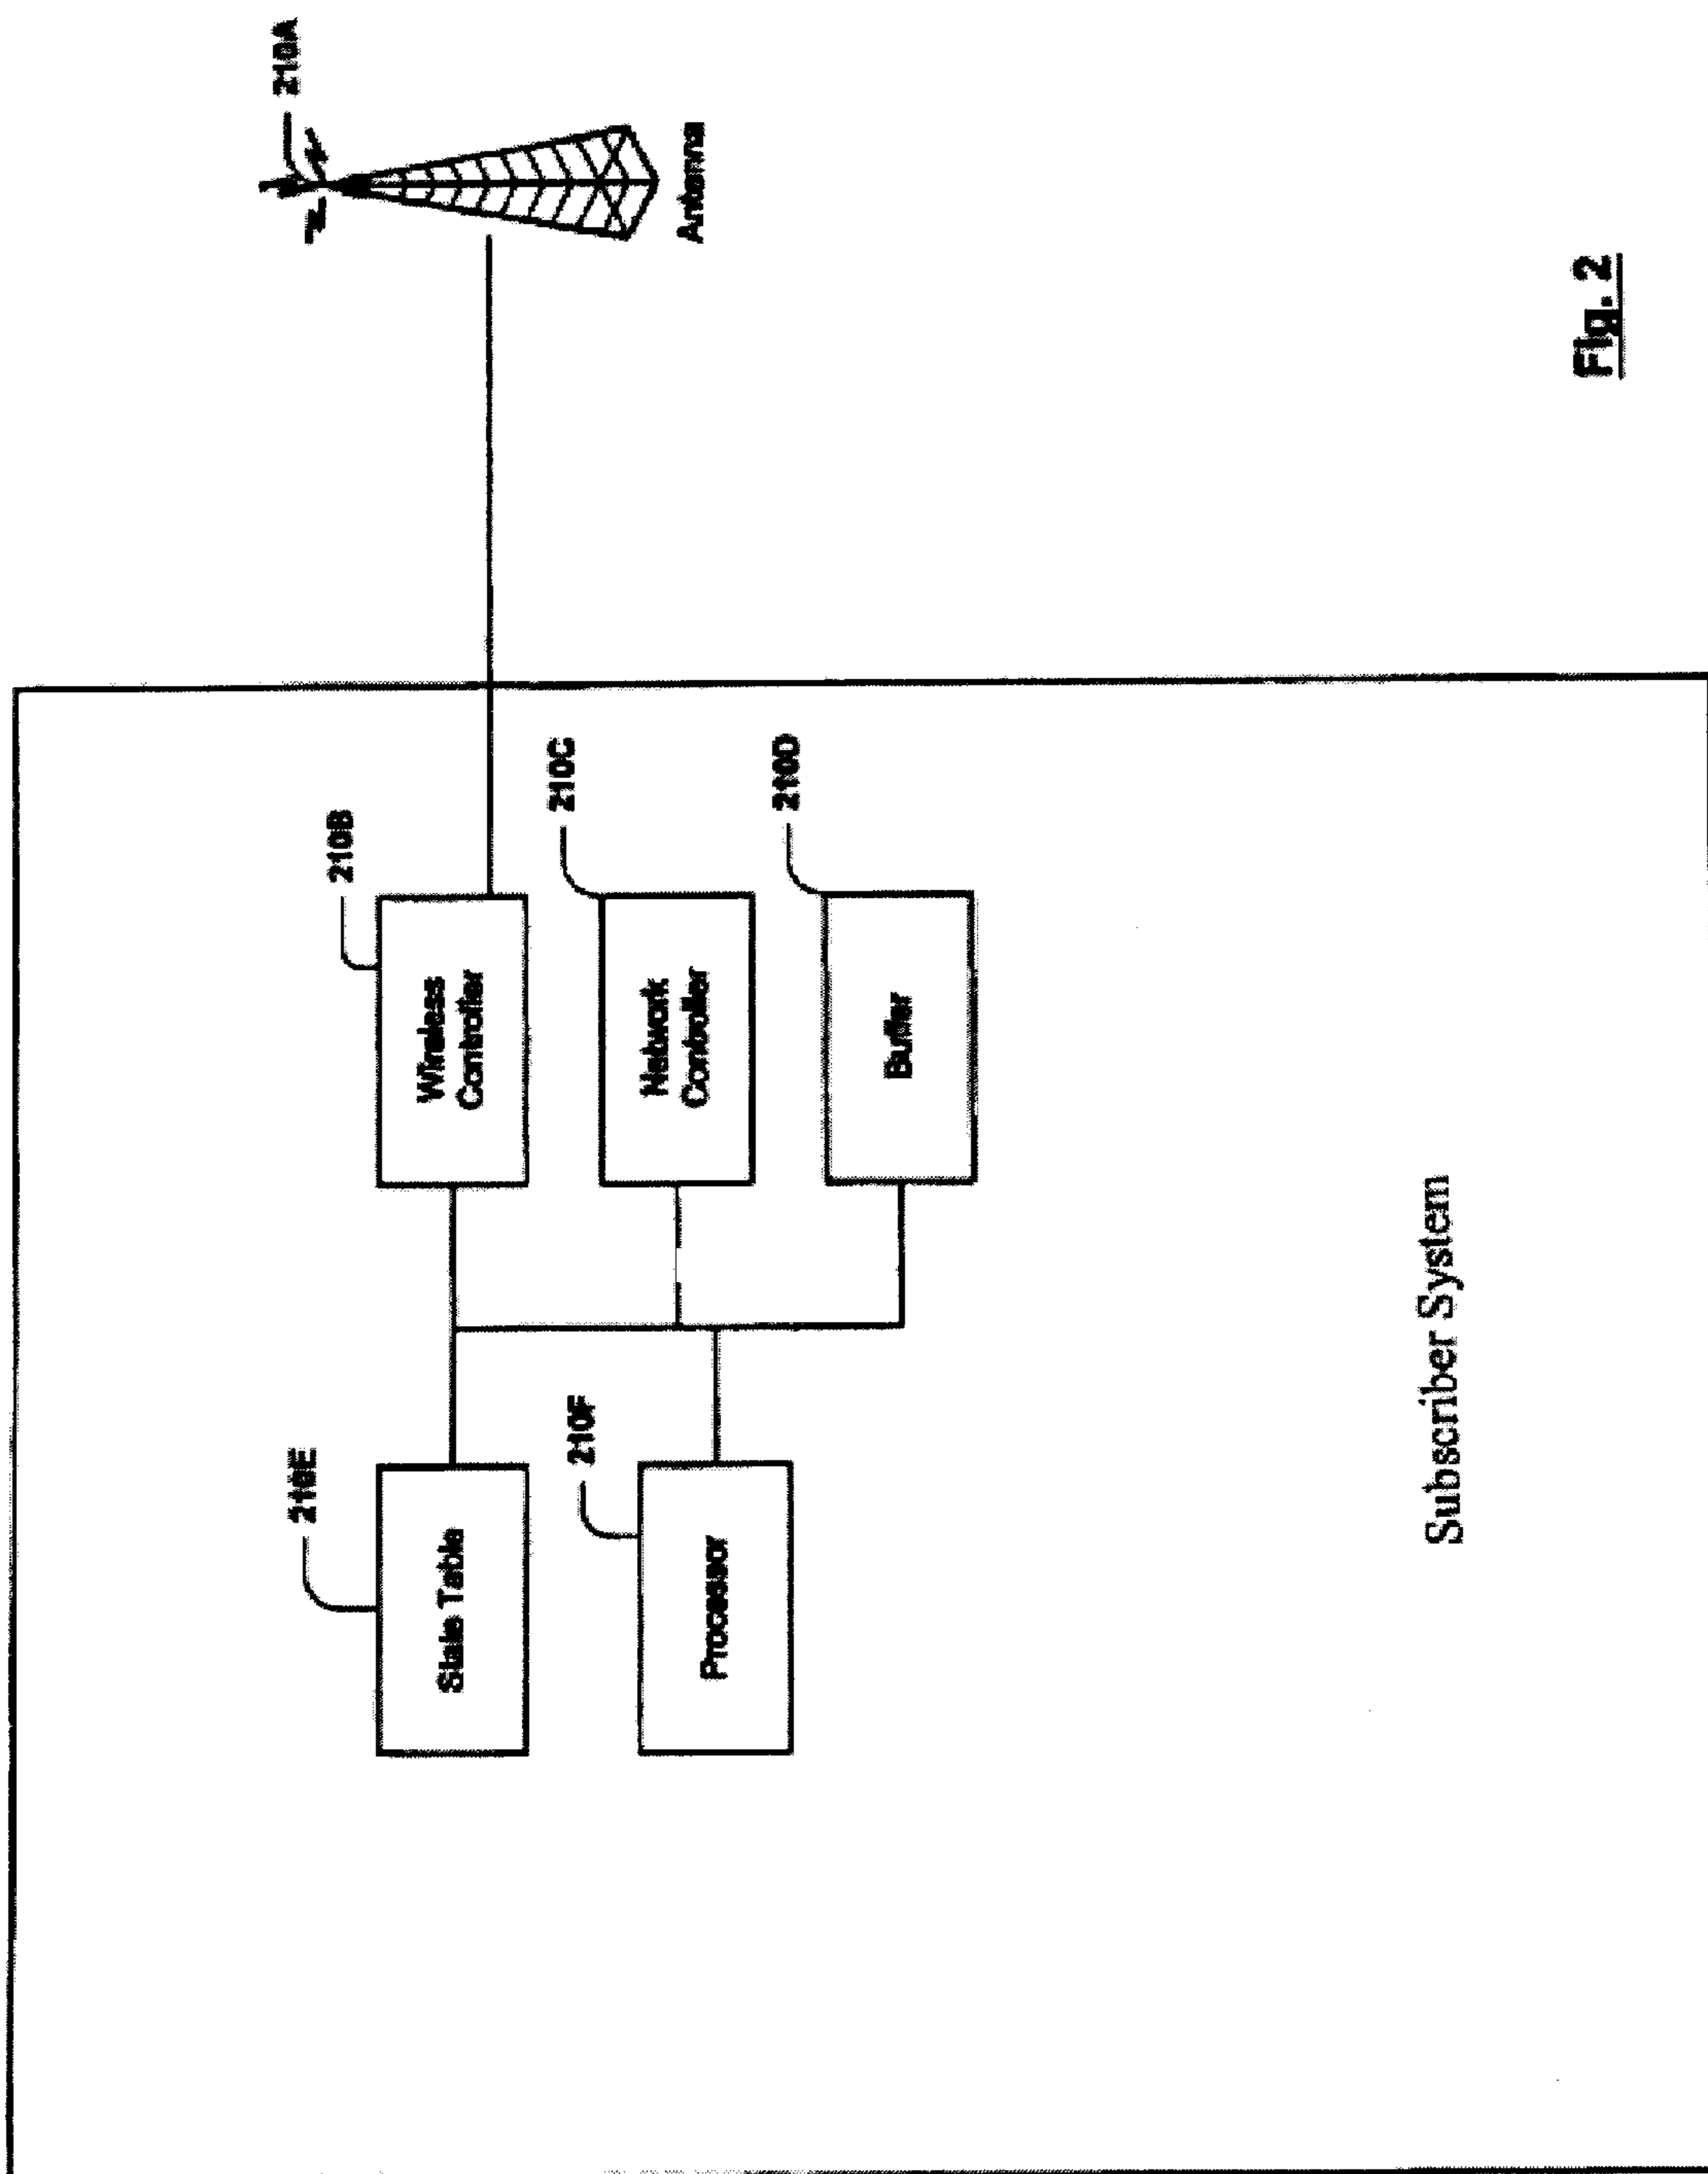 210A
Antenna
210B
Wireless
Controller
210C
Network
Controller
210D
Buffer
210E
State Table
210F
Processor
Subscriber System
Fig. 2